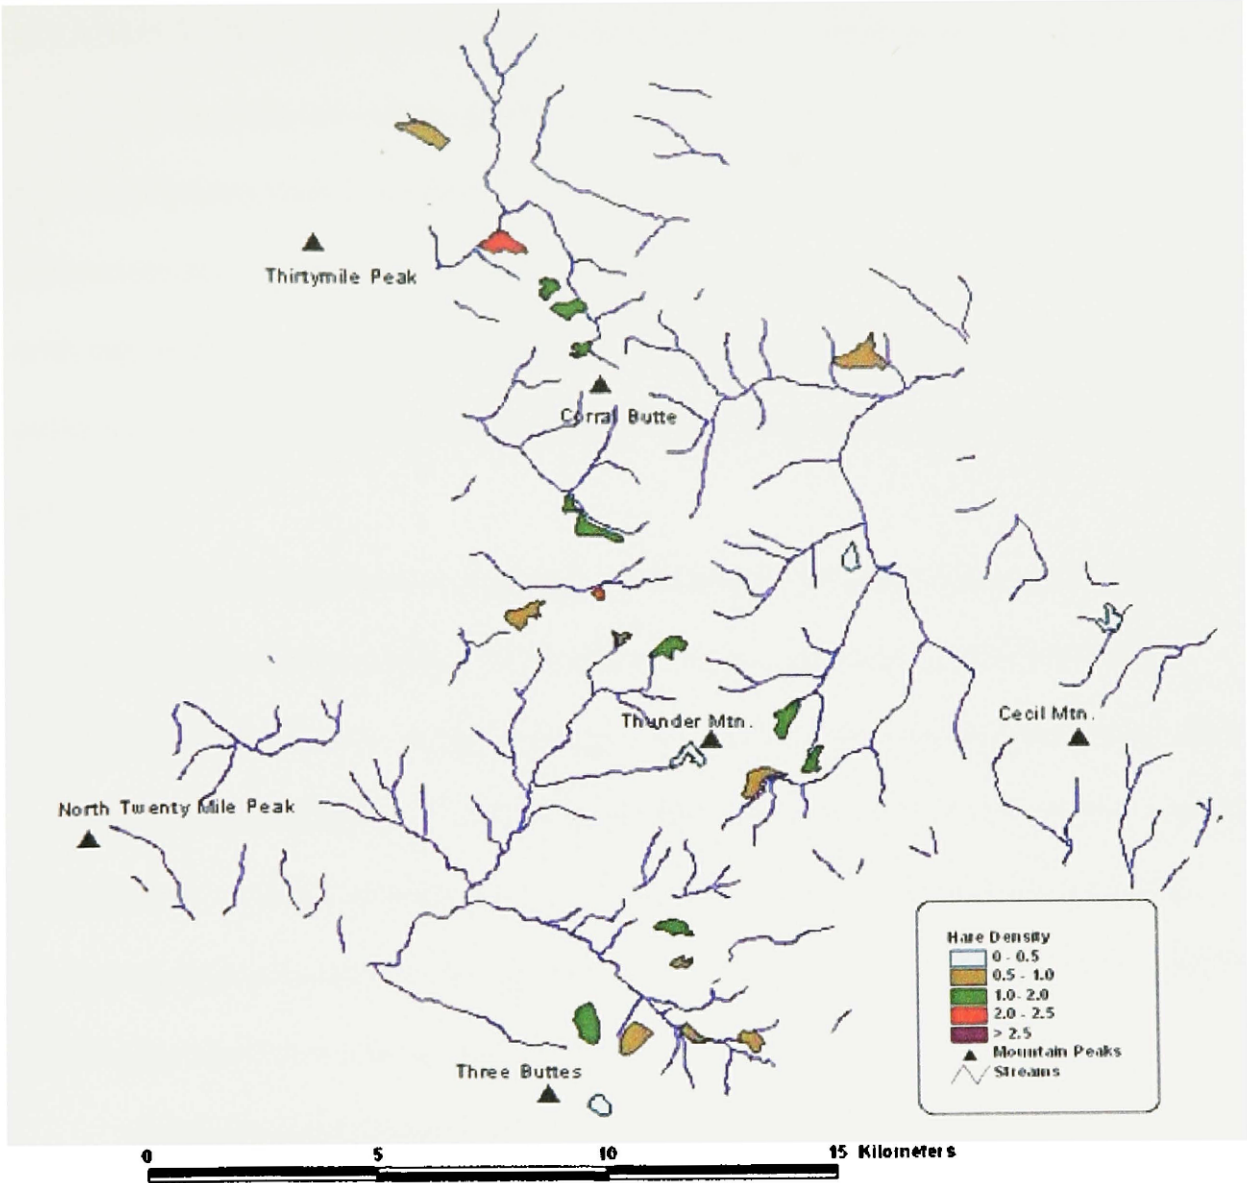 Thirtymile Peak
Corral Butte
Thunder Mtn.
Cecil Mtn.
North Twenty Mile Peak
Hare Density
0 - 0.5
0.5 - 1.0
1.0- 2.0
2.0 - 2.5
> 2.5
Mountain Peaks
Streams
Three Buttes
0 5 10 15 Kilometers